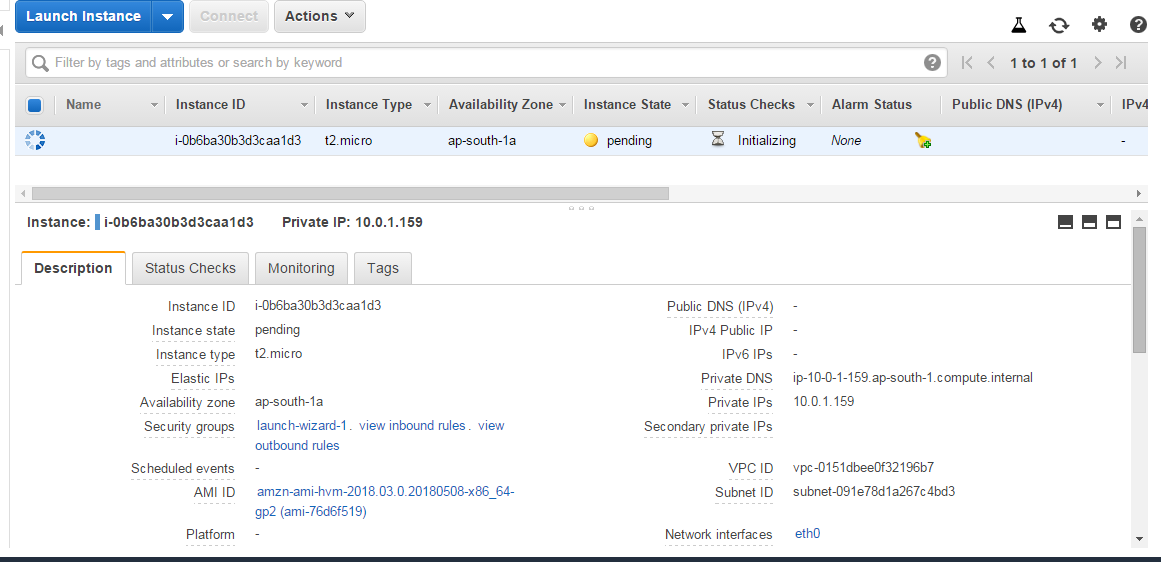 Launch Instance Connect Actions
Filter by tags and attributes or search by keyword 1 to 1 of 1
Name Instance ID Instance Type Availability Zone Instance State Status Checks Alarm Status Public DNS (IPv4) IPv4
i-0b6ba30b3d3caa1d3 t2.micro ap-south-1a pending Initializing None -
Instance: i-0b6ba30b3d3caa1d3 Private IP: 10.0.1.159
Description Status Checks Monitoring Tags
Instance ID i-0b6ba30b3d3caa1d3 Public DNS (IPv4) -
Instance state pending IPv4 Public IP -
Instance type t2.micro IPv6 IPs -
Elastic IPs Private DNS ip-10-0-1-159.ap-south-1.compute.internal
Availability zone ap-south-1a Private IPs 10.0.1.159
Security groups launch-wizard-1. view inbound rules. view Secondary private IPs
outbound rules
Scheduled events - VPC ID vpc-0151dbee0f32196b7
AMI ID amzn-ami-hvm-2018.03.0.20180508-x86_64- Subnet ID subnet-091e78d1a267c4bd3
gp2 (ami-76d6f519)
Platform - Network interfaces eth0